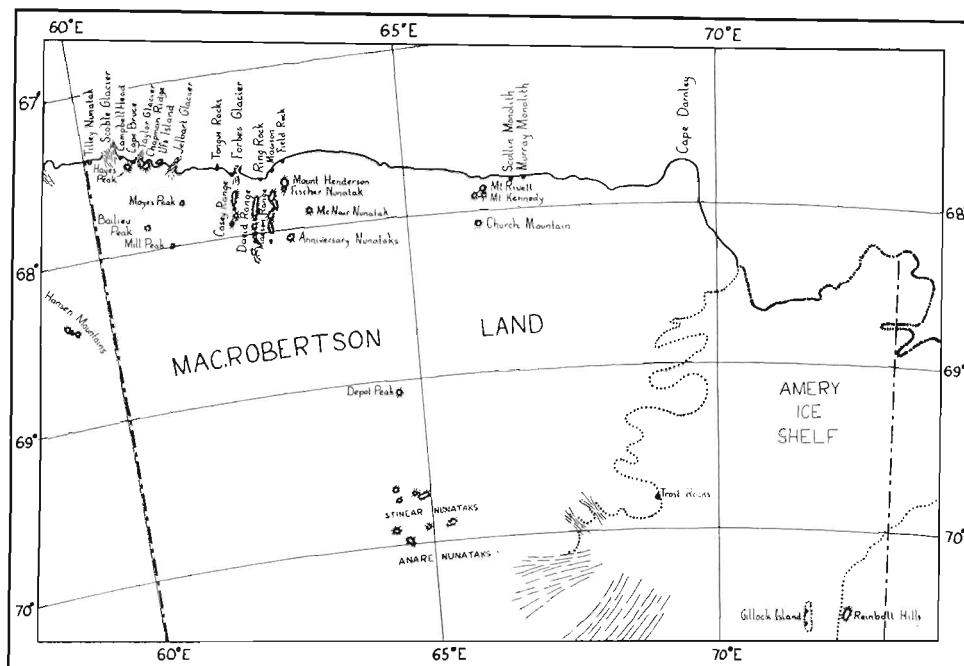 60°E
65°E
70°E
67°
68°
69°
70°
Tilley Nunatak
Scoble Glacier
Campbell Head
Cape Bruce
Taylor Glacier
Chapman Ridge
Ufs Island
Jelbart Glacier
Tongue Rocks
Forbes Glacier
Ring Rock
Mawson
Field Rock
Scullin Monolith
Murray Monolith
Cape Darnley
Hayes
Peak
Moyes Peak
Bailieu
Peak
Mill Peak
Casey Range
David Range
Masson Range
Mount Henderson
Fischer Nunatak
McNair Nunatak
Anniversary Nunataks
Mt Rivett
Mt Kennedy
Church Mountain
68°
Hansen Mountains
MAC.ROBERTSON LAND
Depot Peak
69°
AMERY
ICE
SHELF
STINEAR NUNATAKS
ANARE NUNATAKS
Trost Rocks
70°
Gillock Island
Reinbolt Hills
60°E
65°E
70°E